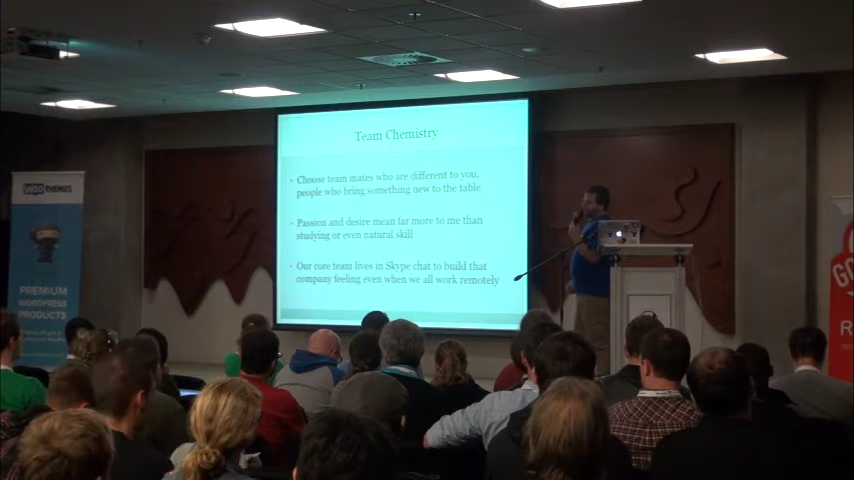 Team Chemistry
• Choose team mates who are different to you,
people who bring something new to the table
• Passion and desire mean far more to me than
studying or even natural skill
• Our core team lives in Skype chat to build that
company feeling even when we all work remotely
WOO THEMES
PREMIUM
WORDPRESS
PRODUCTS
GO
R